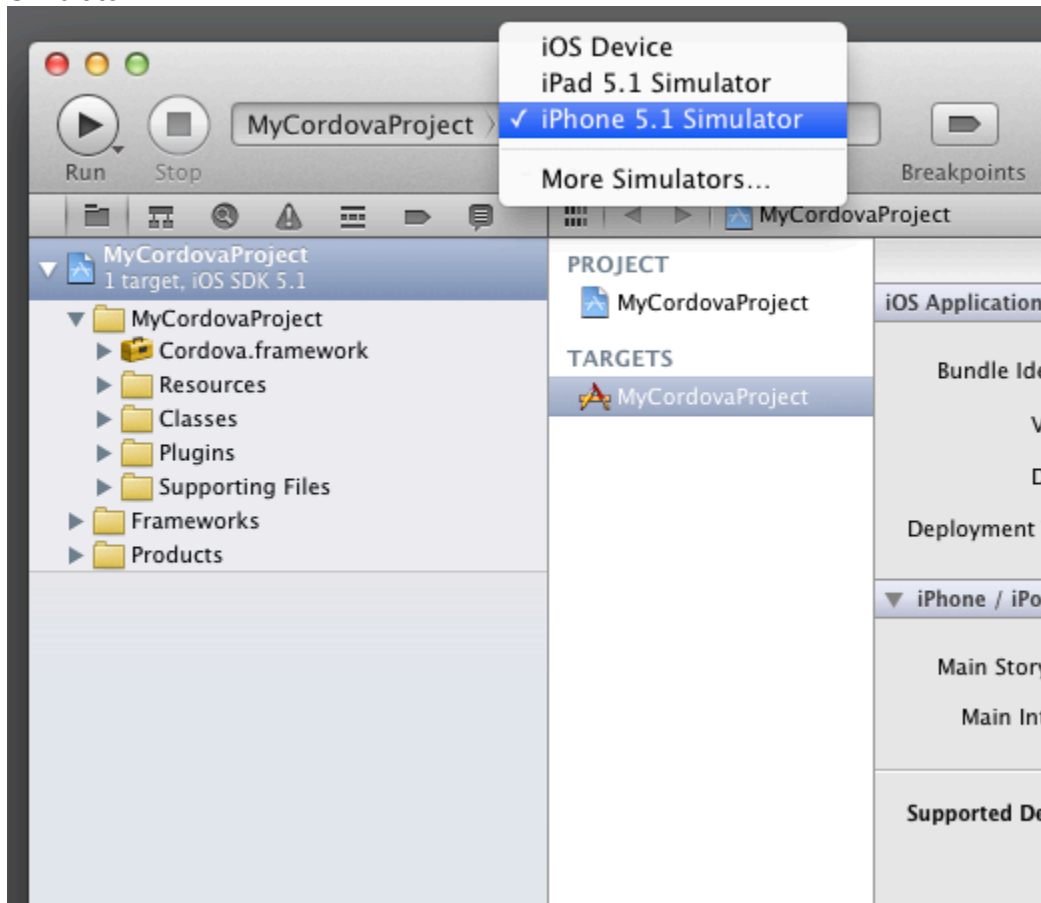 iOS Device
iPad 5.1 Simulator
✓ iPhone 5.1 Simulator
More Simulators...
MyCordovaProject
Run
Stop
Breakpoints
MyCordovaProject
MyCordovaProject
1 target, iOS SDK 5.1
MyCordovaProject
Cordova.framework
Resources
Classes
Plugins
Supporting Files
Frameworks
Products
PROJECT
MyCordovaProject
TARGETS
MyCordovaProject
iOS Application
Bundle Ide
V
D
Deployment
iPhone / iPo
Main Story
Main Int
Supported De